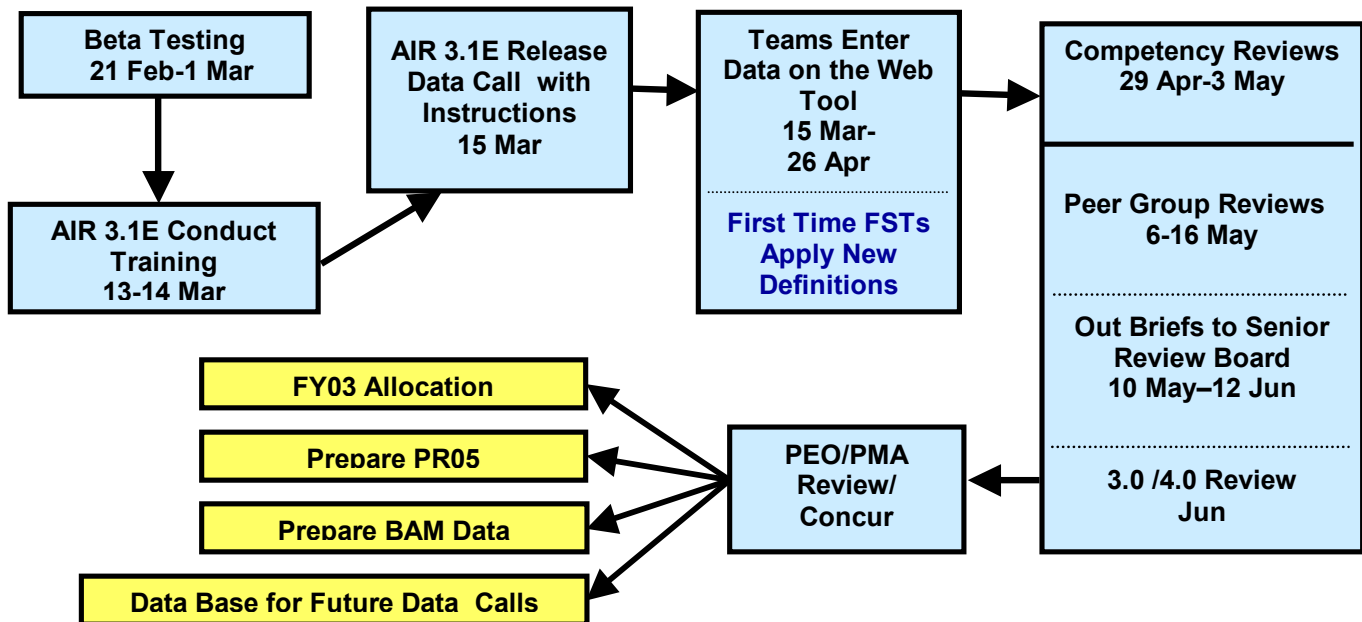 Beta Testing
21 Feb-1 Mar
AIR 3.1E Conduct
Training
13-14 Mar
AIR 3.1E Release
Data Call with
Instructions
15 Mar
Teams Enter
Data on the Web
Tool
15 Mar-
26 Apr
First Time FSTs
Apply New
Definitions
Competency Reviews
29 Apr-3 May
Peer Group Reviews
6-16 May
Out Briefs to Senior
Review Board
10 May–12 Jun
3.0 /4.0 Review
Jun
PEO/PMA
Review/
Concur
FY03 Allocation
Prepare PR05
Prepare BAM Data
Data Base for Future Data Calls